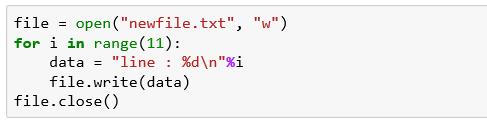 file = open("newfile.txt", "w")
for i in range(11):
    data = "line : %d\n"%i
    file.write(data)
file.close()